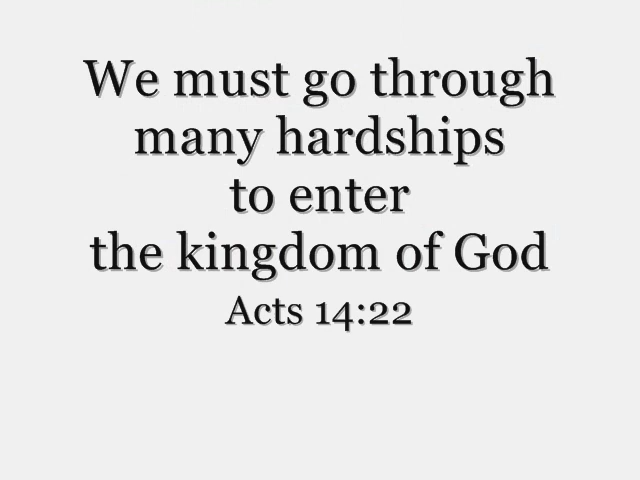 We must go through
many hardships
to enter
the kingdom of God
Acts 14:22